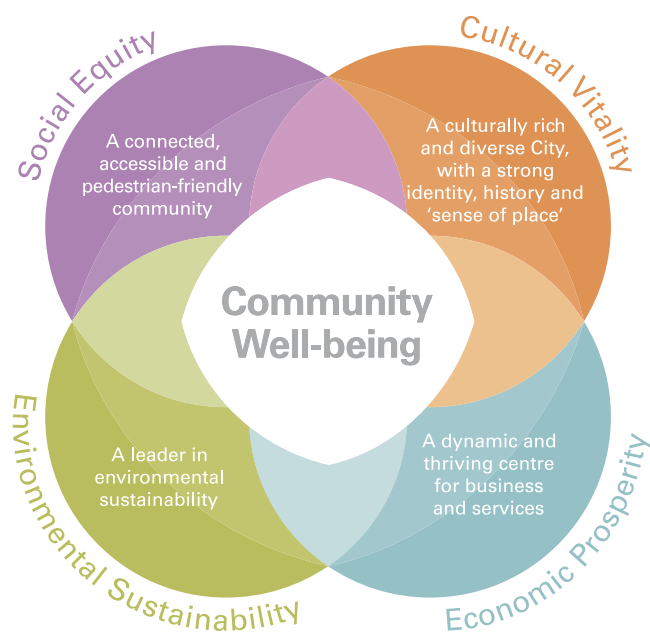 Social Equity
Cultural Vitality
A connected,
accessible and
pedestrian-friendly
community
A culturally rich
and diverse City,
with a strong
identity, history and
‘sense of place’
Community
Well-being
A leader in
environmental
sustainability
A dynamic and
thriving centre
for business
and services
Environmental Sustainability
Economic Prosperity